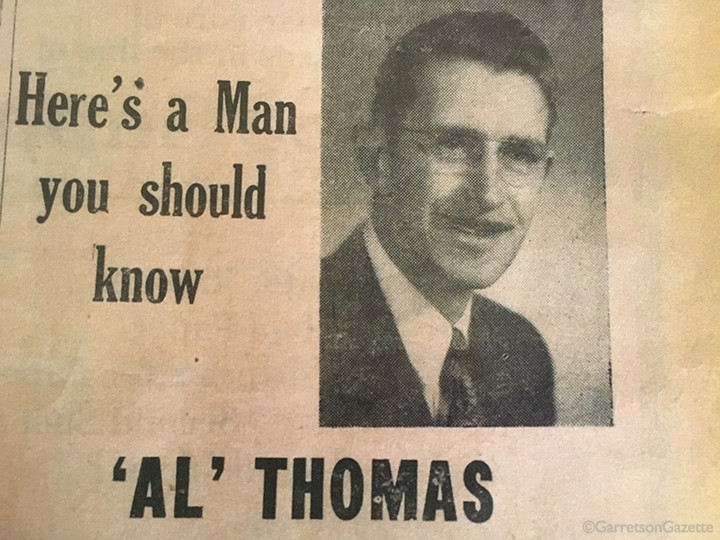 Here's a Man
you should
know
‘AL’ THOMAS
©GarretsonGazette